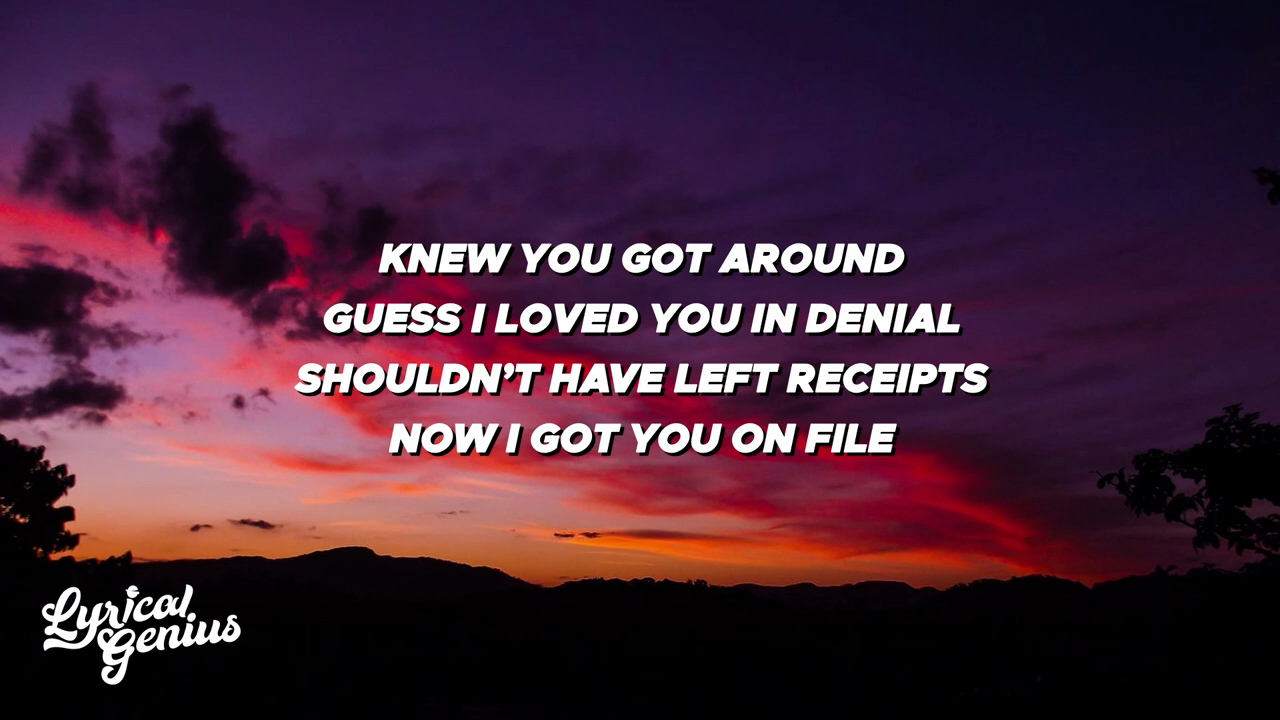 KNEW YOU GOT AROUND
GUESS I LOVED YOU IN DENIAL
SHOULDN’T HAVE LEFT RECEIPTS
NOW I GOT YOU ON FILE
Lyrical
Genius